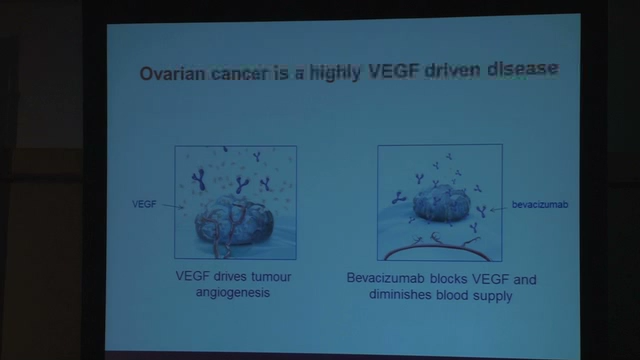 Ovarian cancer is a highly VEGF driven disease
VEGF
bevacizumab
VEGF drives tumour
angiogenesis
Bevacizumab blocks VEGF and
diminishes blood supply